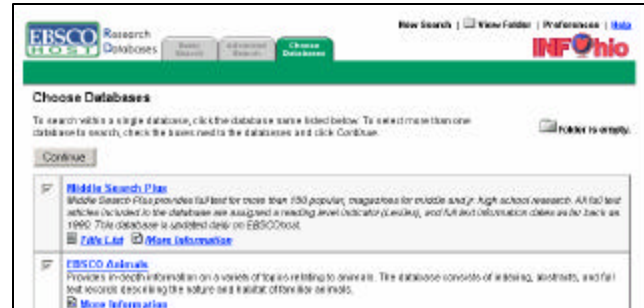 New Search | View Folder | Preferences | Help
EBSCO Research
HOST Databases
Basic Search Advanced Search Choose Databases
INFOhio
Choose Databases
To search within a single database, click the database name listed below. To select more than one
database to search, check the boxes next to the databases and click Continue.
Folder is empty.
Continue
Middle Search Plus
Middle Search Plus provides full text for more than 150 popular, magazines for middle and jr. high school research. All full text
articles included in the database are assigned a reading level indicator (Lexiles), and full text information dates as far back as
1990. This database is updated daily on EBSCOhost.
Title List More Information
EBSCO Animals
Provides in-depth information on a variety of topics relating to animals. The database consists of indexing, abstracts, and full
text records describing the nature and habitat of familiar animals.
More Information